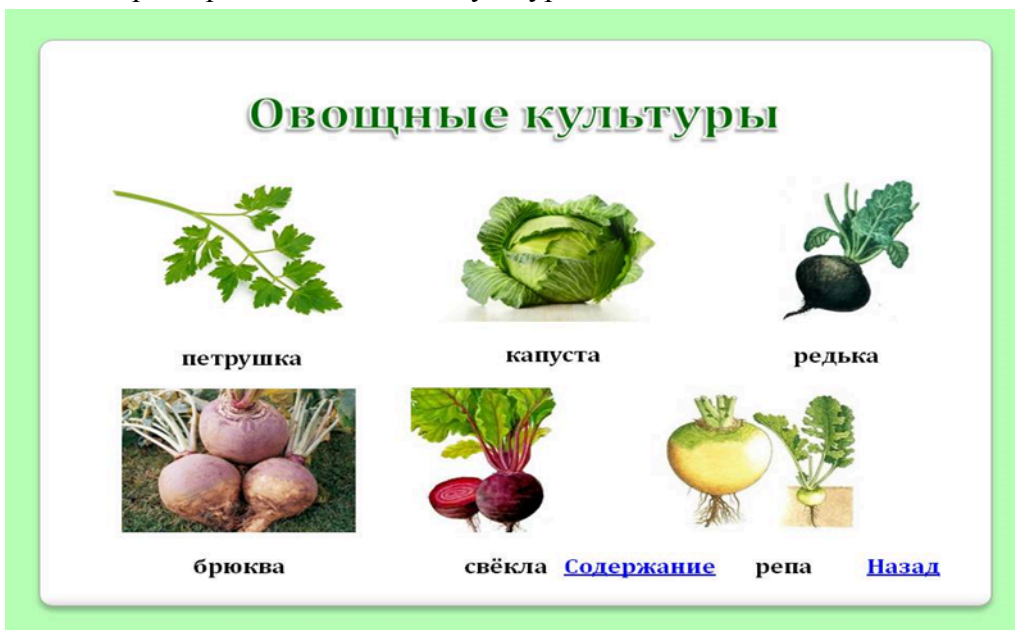 Овощные культуры
петрушка капуста редька
брюква свёкла Содержание репа Назад